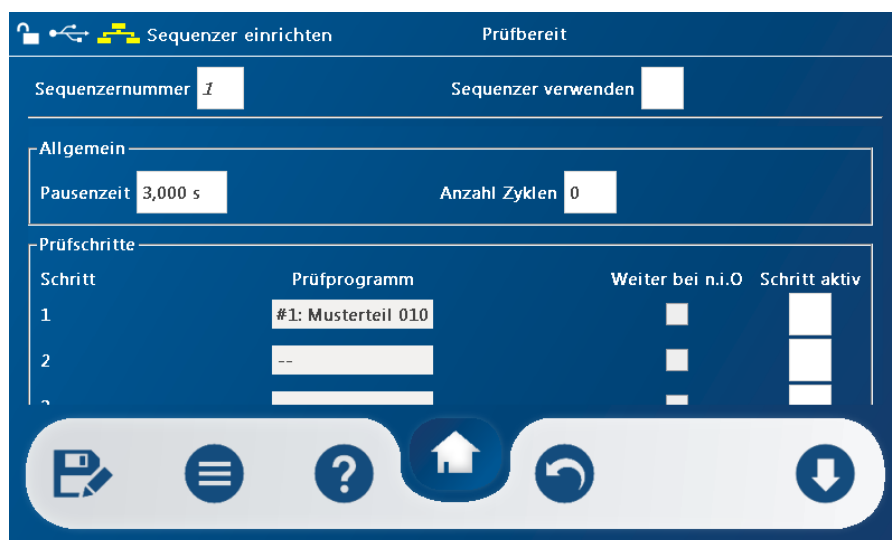 Sequenzer einrichten Prüfbereit
Sequenzernummer 1 Sequenzer verwenden
Allgemein
Pausenzeit 3,000 s Anzahl Zyklen 0
Prüfschritte
Schritt Prüfprogramm Weiter bei n.i.O Schritt aktiv
1 #1: Musterteil 010
2 --
?